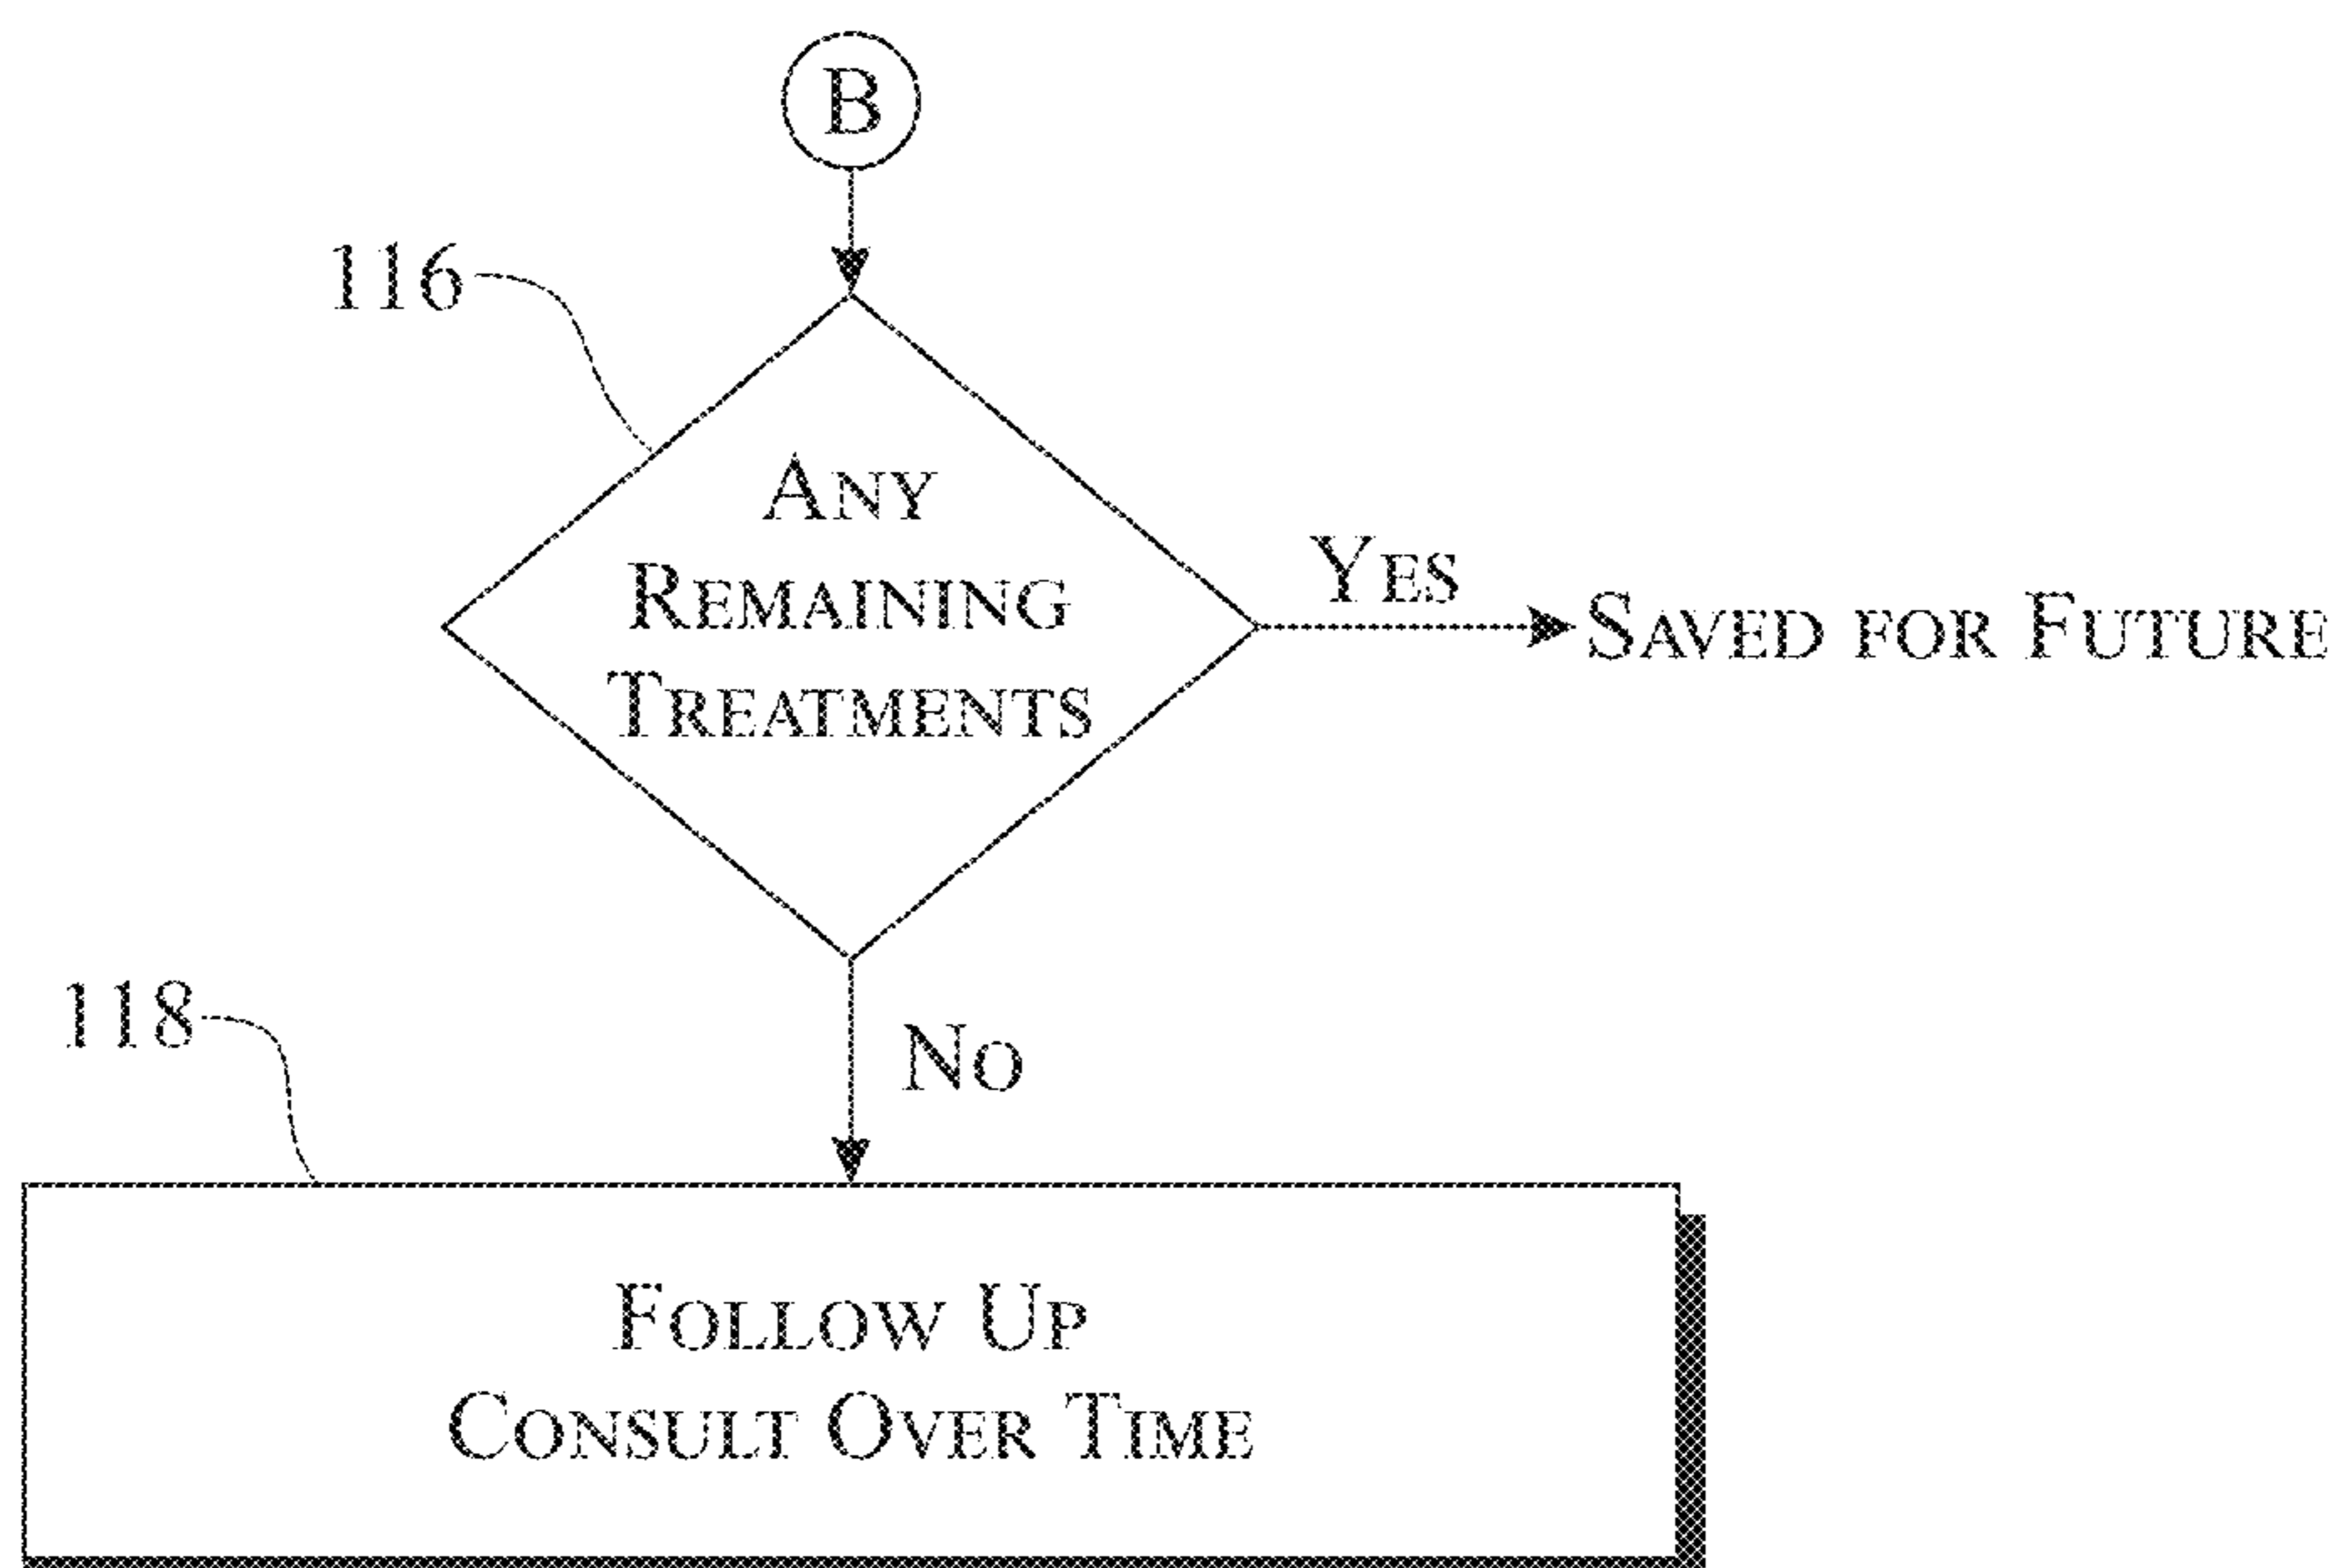 B
116
Any
Remaining
Treatments
Yes
Saved for Future
118
No
Follow Up
Consult Over Time